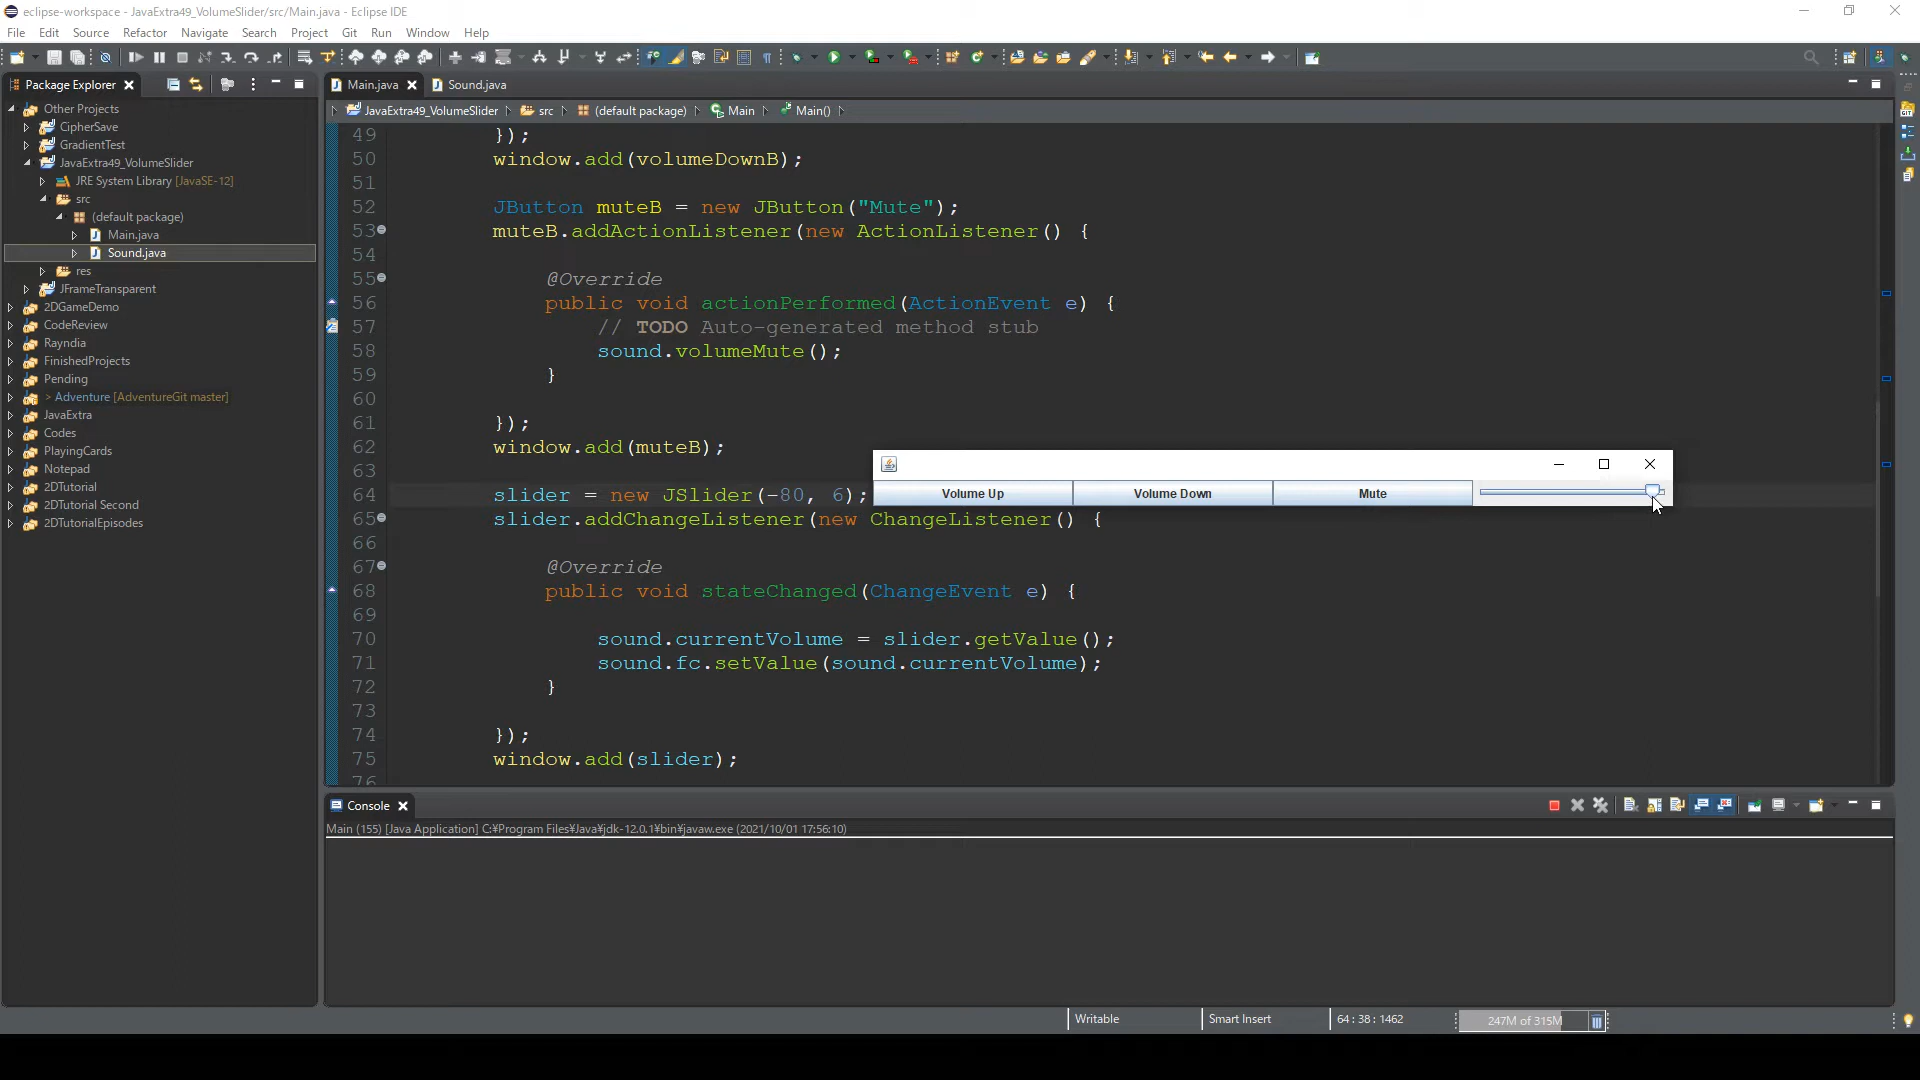 eclipse-workspace - JavaExtra49_VolumeSlider/src/Main.java - Eclipse IDE
File Edit Source Refactor Navigate Search Project Git Run Window Help
Package Explorer
Other Projects
CipherSave
GradientTest
JavaExtra49_VolumeSlider
JRE System Library [JavaSE-12]
src
(default package)
Main.java
Sound.java
res
JFrameTransparent
2DGameDemo
CodeReview
Rayndia
FinishedProjects
Pending
> Adventure [AdventureGit master]
JavaExtra
Codes
PlayingCards
Notepad
2DTutorial
2DTutorial Second
2DTutorialEpisodes
Main.java Sound.java
JavaExtra49_VolumeSlider src (default package) Main Main()
49 });
50 window.add(volumeDownB);
51
52 JButton muteB = new JButton("Mute");
53 muteB.addActionListener(new ActionListener() {
54
55 @Override
56 public void actionPerformed(ActionEvent e) {
57 // TODO Auto-generated method stub
58 sound.volumeMute();
59 }
60
61 });
62 window.add(muteB);
63
64 slider = new JSlider(-80, 6);
65 slider.addChangeListener(new ChangeListener() {
66
67 @Override
68 public void stateChanged(ChangeEvent e) {
69
70 sound.currentVolume = slider.getValue();
71 sound.fc.setValue(sound.currentVolume);
72 }
73
74 });
75 window.add(slider);
76
Volume Up Volume Down Mute
Console
Main (155) [Java Application] C:¥Program Files¥Java¥jdk-12.0.1¥bin¥javaw.exe (2021/10/01 17:56:10)
Writable Smart Insert 64 : 38 : 1462 247M of 315M